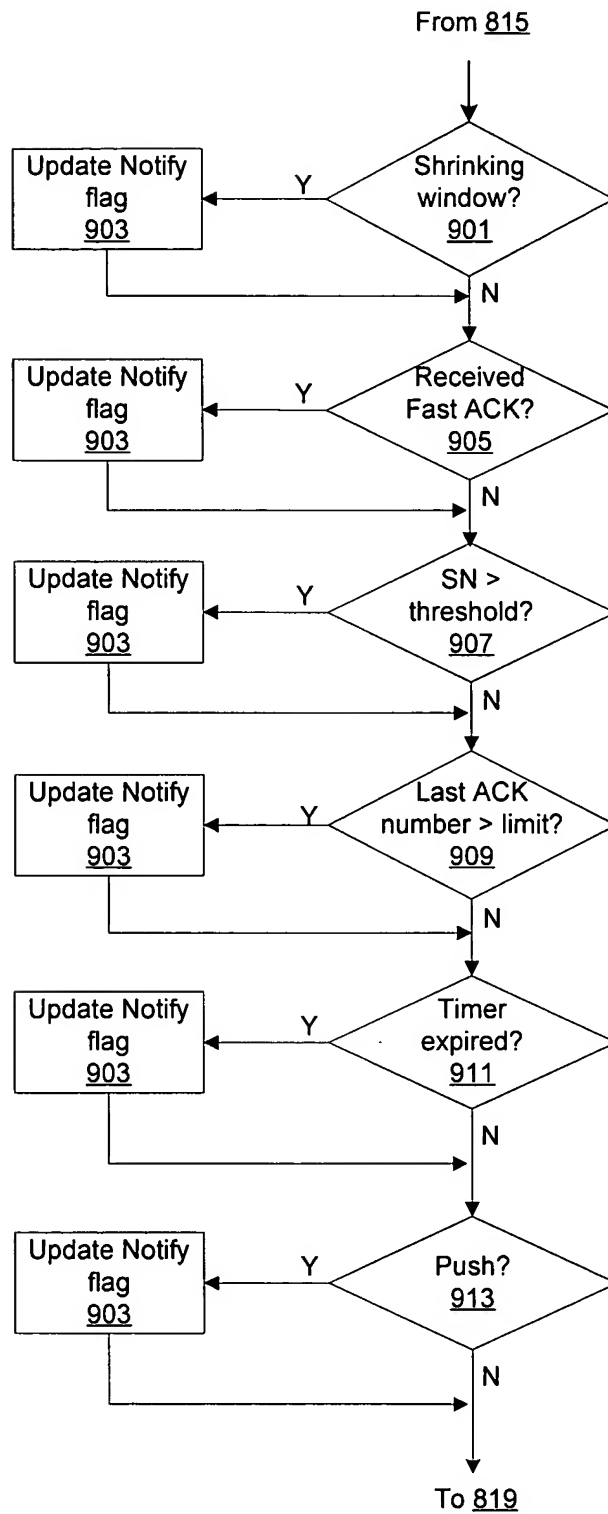 From 815
Shrinking
window?
901
Y
Update Notify
flag
903
N
Received
Fast ACK?
905
Y
Update Notify
flag
903
N
SN >
threshold?
907
Y
Update Notify
flag
903
N
Last ACK
number > limit?
909
Y
Update Notify
flag
903
N
Timer
expired?
911
Y
Update Notify
flag
903
N
Push?
913
Y
Update Notify
flag
903
N
To 819